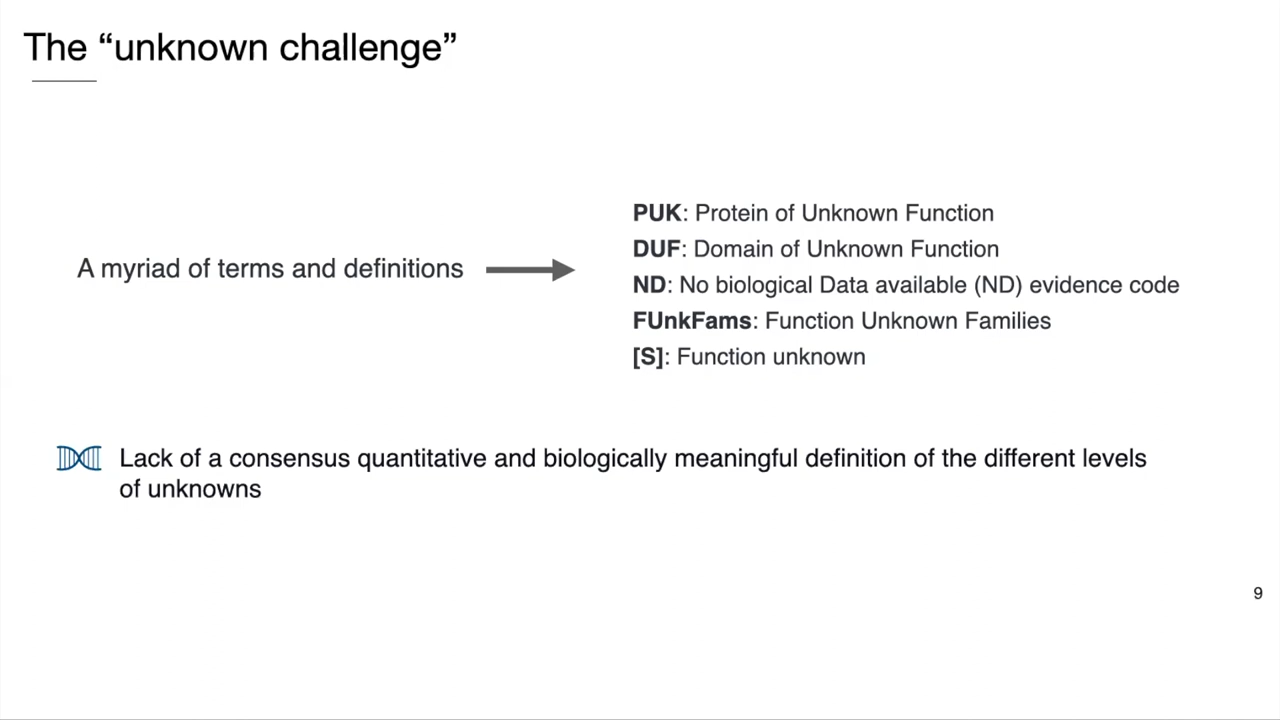 The “unknown challenge”
A myriad of terms and definitions
PUK: Protein of Unknown Function
DUF: Domain of Unknown Function
ND: No biological Data available (ND) evidence code
FUnkFams: Function Unknown Families
[S]: Function unknown
Lack of a consensus quantitative and biologically meaningful definition of the different levels
of unknowns
9